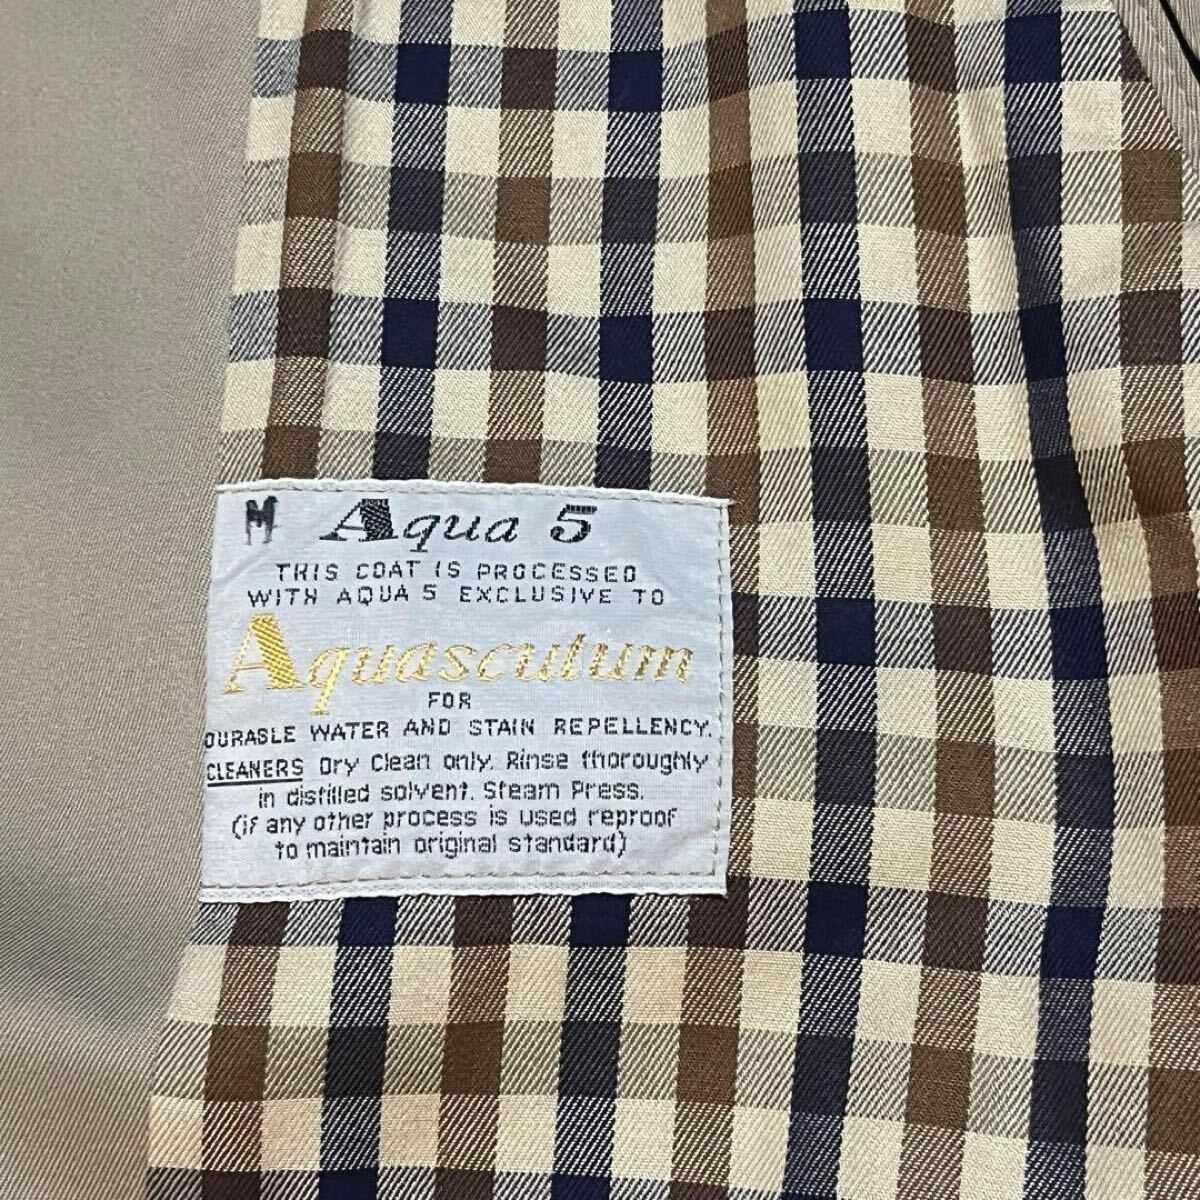 Aqua 5
THIS COAT IS PROCESSED
WITH AQUA 5 EXCLUSIVE TO
Aquascutum
FOR
DURABLE WATER AND STAIN REPELLENCY.
CLEANERS Dry Clean only. Rinse thoroughly
in distilled solvent. Steam Press.
(if any other process is used reproof
to maintain original standard)